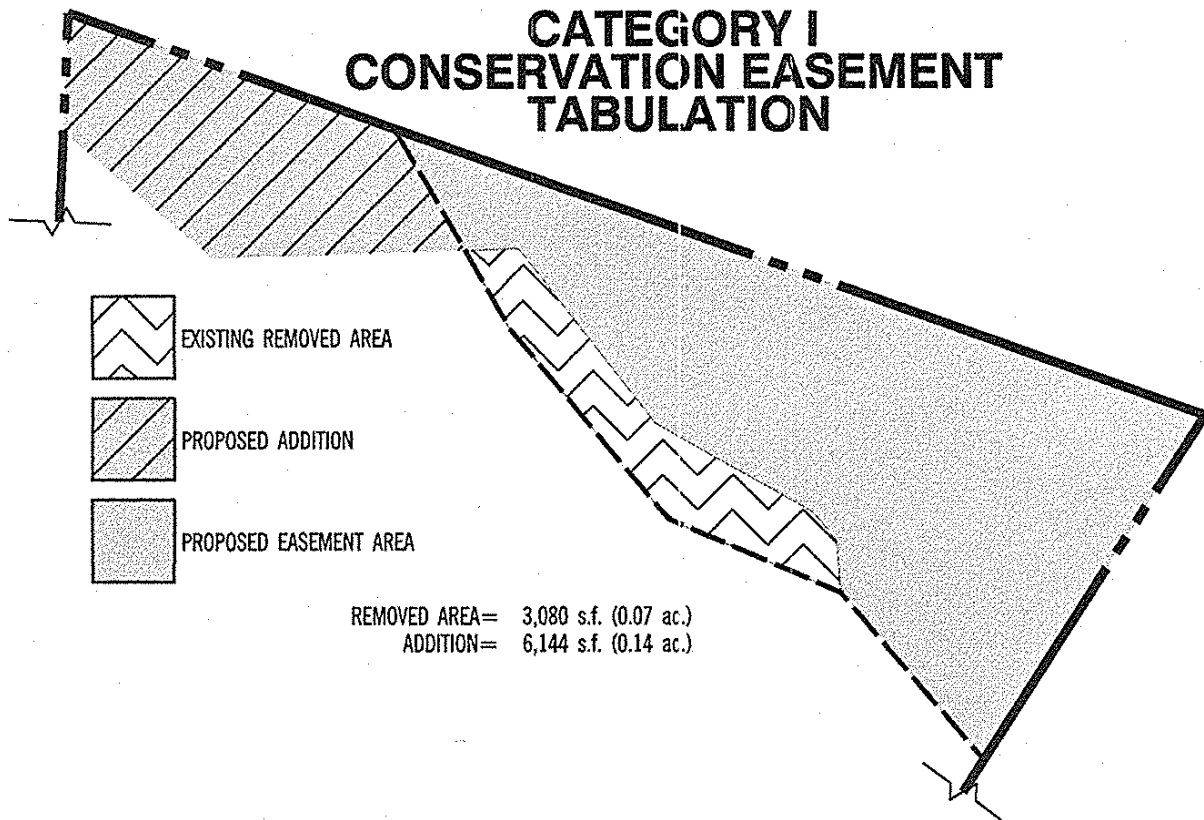 CATEGORY I
CONSERVATION EASEMENT
TABULATION
EXISTING REMOVED AREA
PROPOSED ADDITION
PROPOSED EASEMENT AREA
REMOVED AREA= 3,080 s.f. (0.07 ac.)
ADDITION= 6,144 s.f. (0.14 ac.)